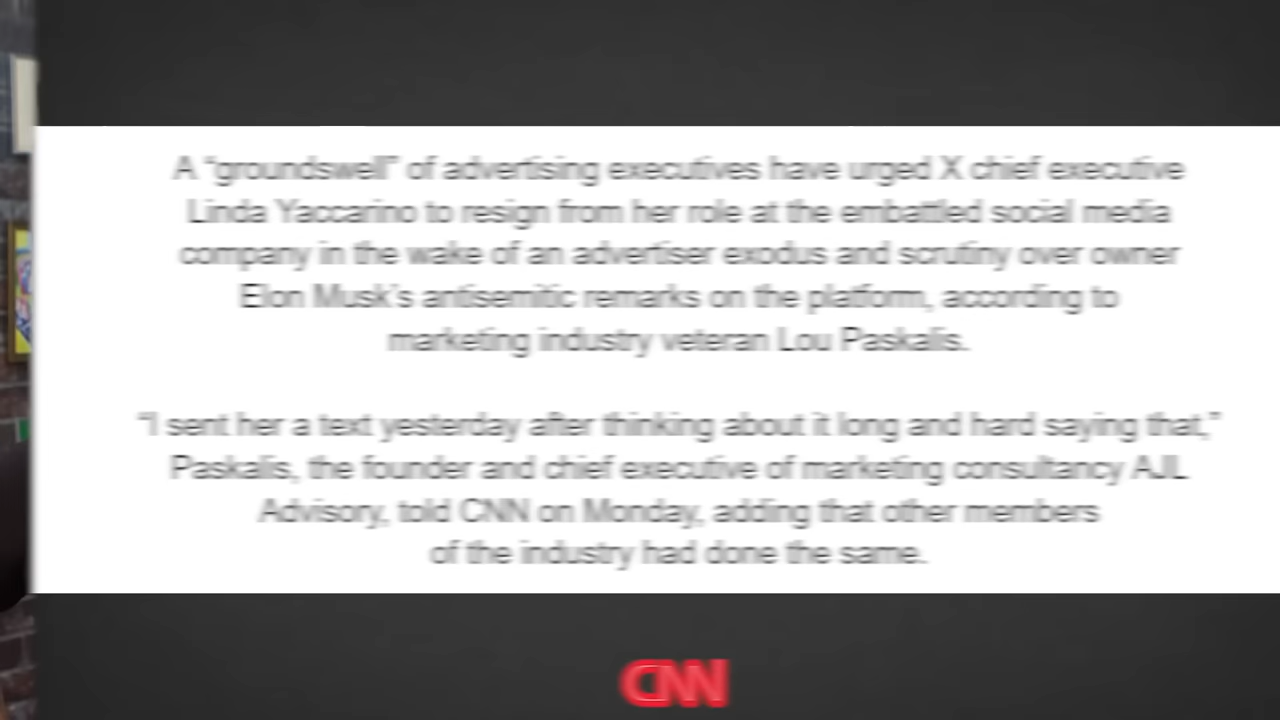 A “groundswell” of advertising executives have urged X chief executive
Linda Yaccarino to resign from her role at the embattled social media
company in the wake of an advertiser exodus and scrutiny over owner
Elon Musk’s antisemitic remarks on the platform, according to
marketing industry veteran Lou Paskalis.
“I sent her a text yesterday after thinking about it long and hard saying that,”
Paskalis, the founder and chief executive of marketing consultancy AJL
Advisory, told CNN on Monday, adding that other members
of the industry had done the same.
CNN